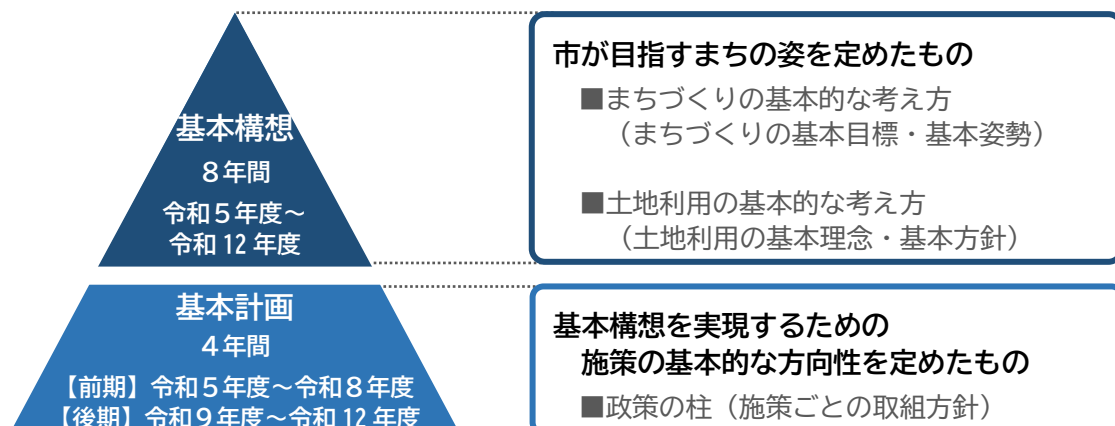 基本構想
８年間
令和５年度～
令和 12 年度
市が目指すまちの姿を定めたもの
■まちづくりの基本的な考え方
（まちづくりの基本目標・基本姿勢）
■土地利用の基本的な考え方
（土地利用の基本理念・基本方針）
基本計画
４年間
【前期】令和５年度～令和８年度
【後期】令和９年度～令和 12 年度
基本構想を実現するための
施策の基本的な方向性を定めたもの
■政策の柱（施策ごとの取組方針）